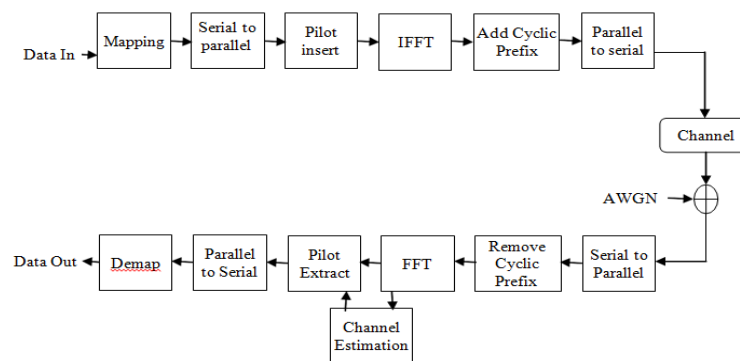 Data In
Mapping
Serial to
parallel
Pilot
insert
IFFT
Add Cyclic
Prefix
Parallel
to serial
Channel
AWGN
Data Out
Demap
Parallel
to Serial
Pilot
Extract
FFT
Remove
Cyclic
Prefix
Serial to
Parallel
Channel
Estimation